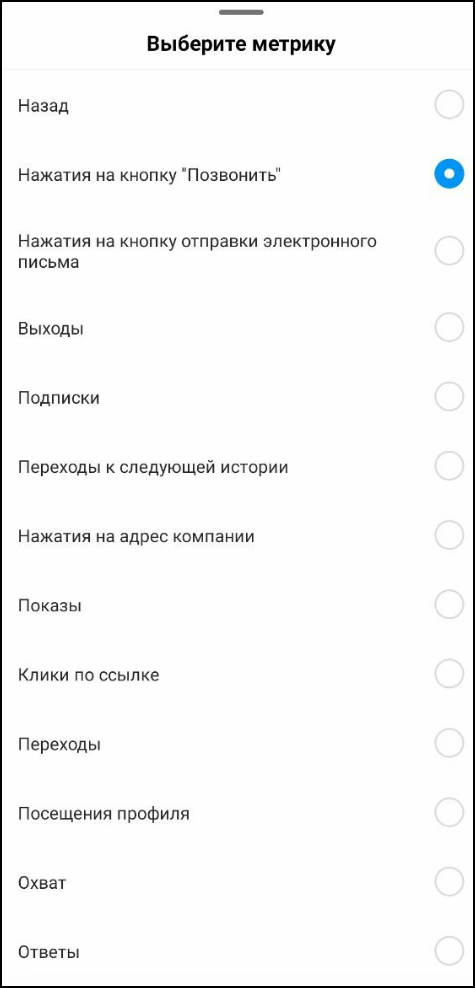 Выберите метрику
Назад
Нажатия на кнопку "Позвонить"
Нажатия на кнопку отправки электронного
письма
Выходы
Подписки
Переходы к следующей истории
Нажатия на адрес компании
Показы
Клики по ссылке
Переходы
Посещения профиля
Охват
Ответы